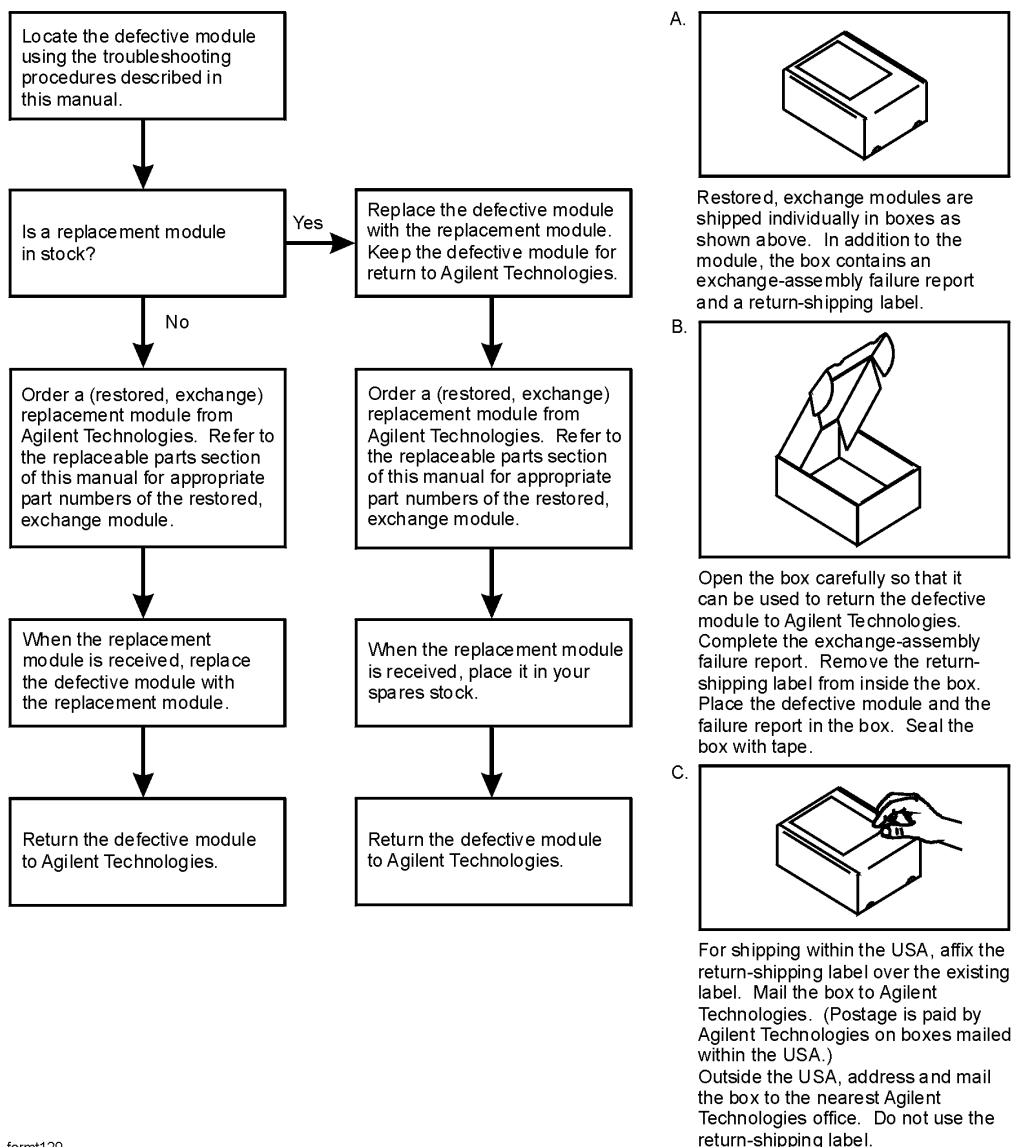 Locate the defective module
using the troubleshooting
procedures described in
this manual.
Is a replacement module
in stock?
Yes
Replace the defective module
with the replacement module.
Keep the defective module for
return to Agilent Technologies.
No
Order a (restored, exchange)
replacement module from
Agilent Technologies. Refer to
the replaceable parts section
of this manual for appropriate
part numbers of the restored,
exchange module.
Order a (restored, exchange)
replacement module from
Agilent Technologies. Refer to
the replaceable parts section
of this manual for appropriate
part numbers of the restored,
exchange module.
When the replacement
module is received, replace
the defective module with
the replacement module.
When the replacement module
is received, place it in your
spares stock.
Return the defective module
to Agilent Technologies.
Return the defective module
to Agilent Technologies.
A.
Restored, exchange modules are
shipped individually in boxes as
shown above. In addition to the
module, the box contains an
exchange-assembly failure report
and a return-shipping label.
B.
Open the box carefully so that it
can be used to return the defective
module to Agilent Technologies.
Complete the exchange-assembly
failure report. Remove the return-
shipping label from inside the box.
Place the defective module and the
failure report in the box. Seal the
box with tape.
C.
For shipping within the USA, affix the
return-shipping label over the existing
label. Mail the box to Agilent
Technologies. (Postage is paid by
Agilent Technologies on boxes mailed
within the USA.)
Outside the USA, address and mail
the box to the nearest Agilent
Technologies office. Do not use the
return-shipping label.